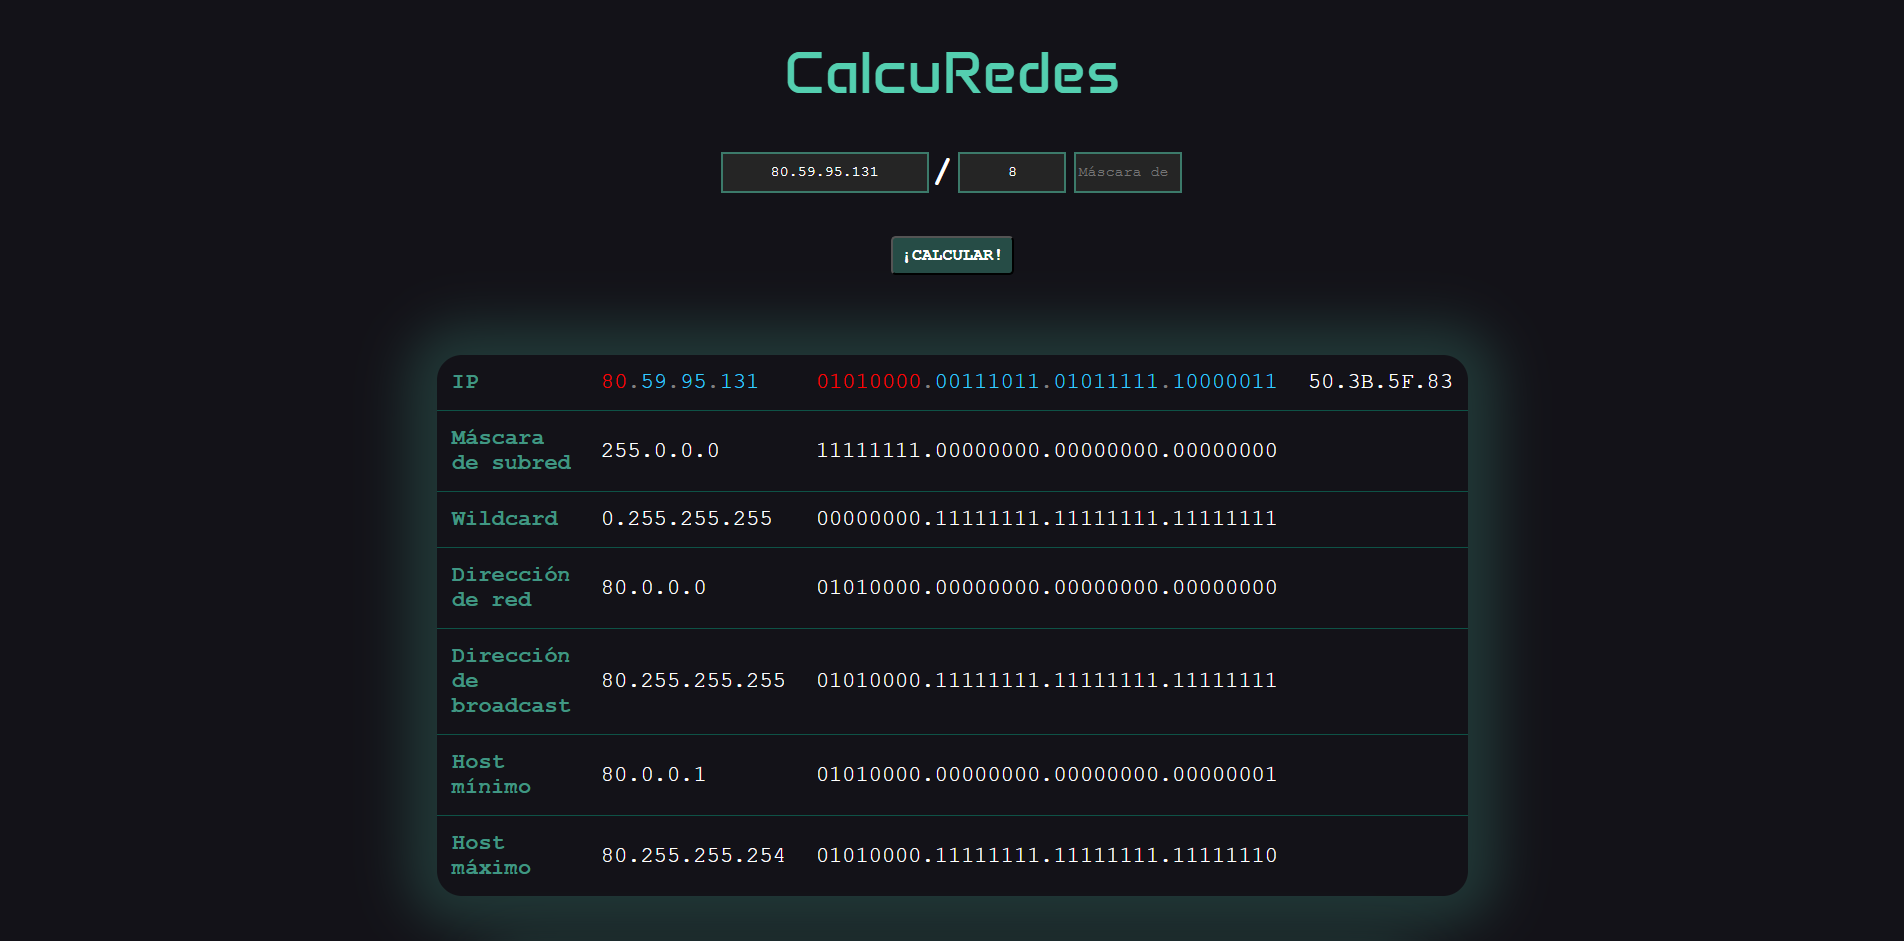 CalcuRedes
80.59.95.131 / 8 Máscara de
¡CALCULAR!
IP 80.59.95.131 01010000.00111011.01011111.10000011 50.3B.5F.83
Máscara
de subred
255.0.0.0 11111111.00000000.00000000.00000000
Wildcard 0.255.255.255 00000000.11111111.11111111.11111111
Dirección
de red
80.0.0.0 01010000.00000000.00000000.00000000
Dirección
de
broadcast
80.255.255.255 01010000.11111111.11111111.11111111
Host
mínimo
80.0.0.1 01010000.00000000.00000000.00000001
Host
máximo
80.255.255.254 01010000.11111111.11111111.11111110